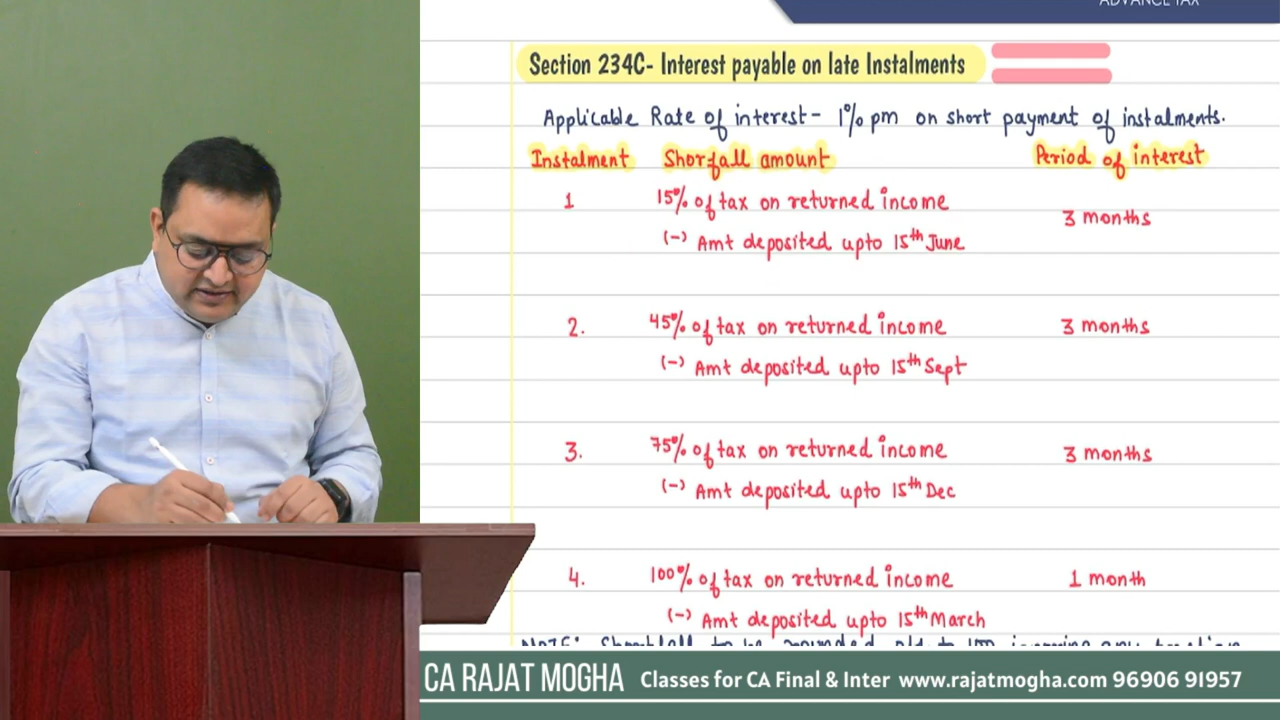 ADVANCE TAX
Section 234C- Interest payable on late Instalments
Applicable Rate of interest- 1% pm on short payment of instalments.
Instalment Shorfall amount Period of interest
1 15% of tax on returned income 3 months
(-) Amt deposited upto 15th June
2. 45% of tax on returned income 3 months
(-) Amt deposited upto 15th Sept
3. 75% of tax on returned income 3 months
(-) Amt deposited upto 15th Dec
4. 100% of tax on returned income 1 month
(-) Amt deposited upto 15th March
CA RAJAT MOGHA Classes for CA Final & Inter www.rajatmogha.com 96906 91957